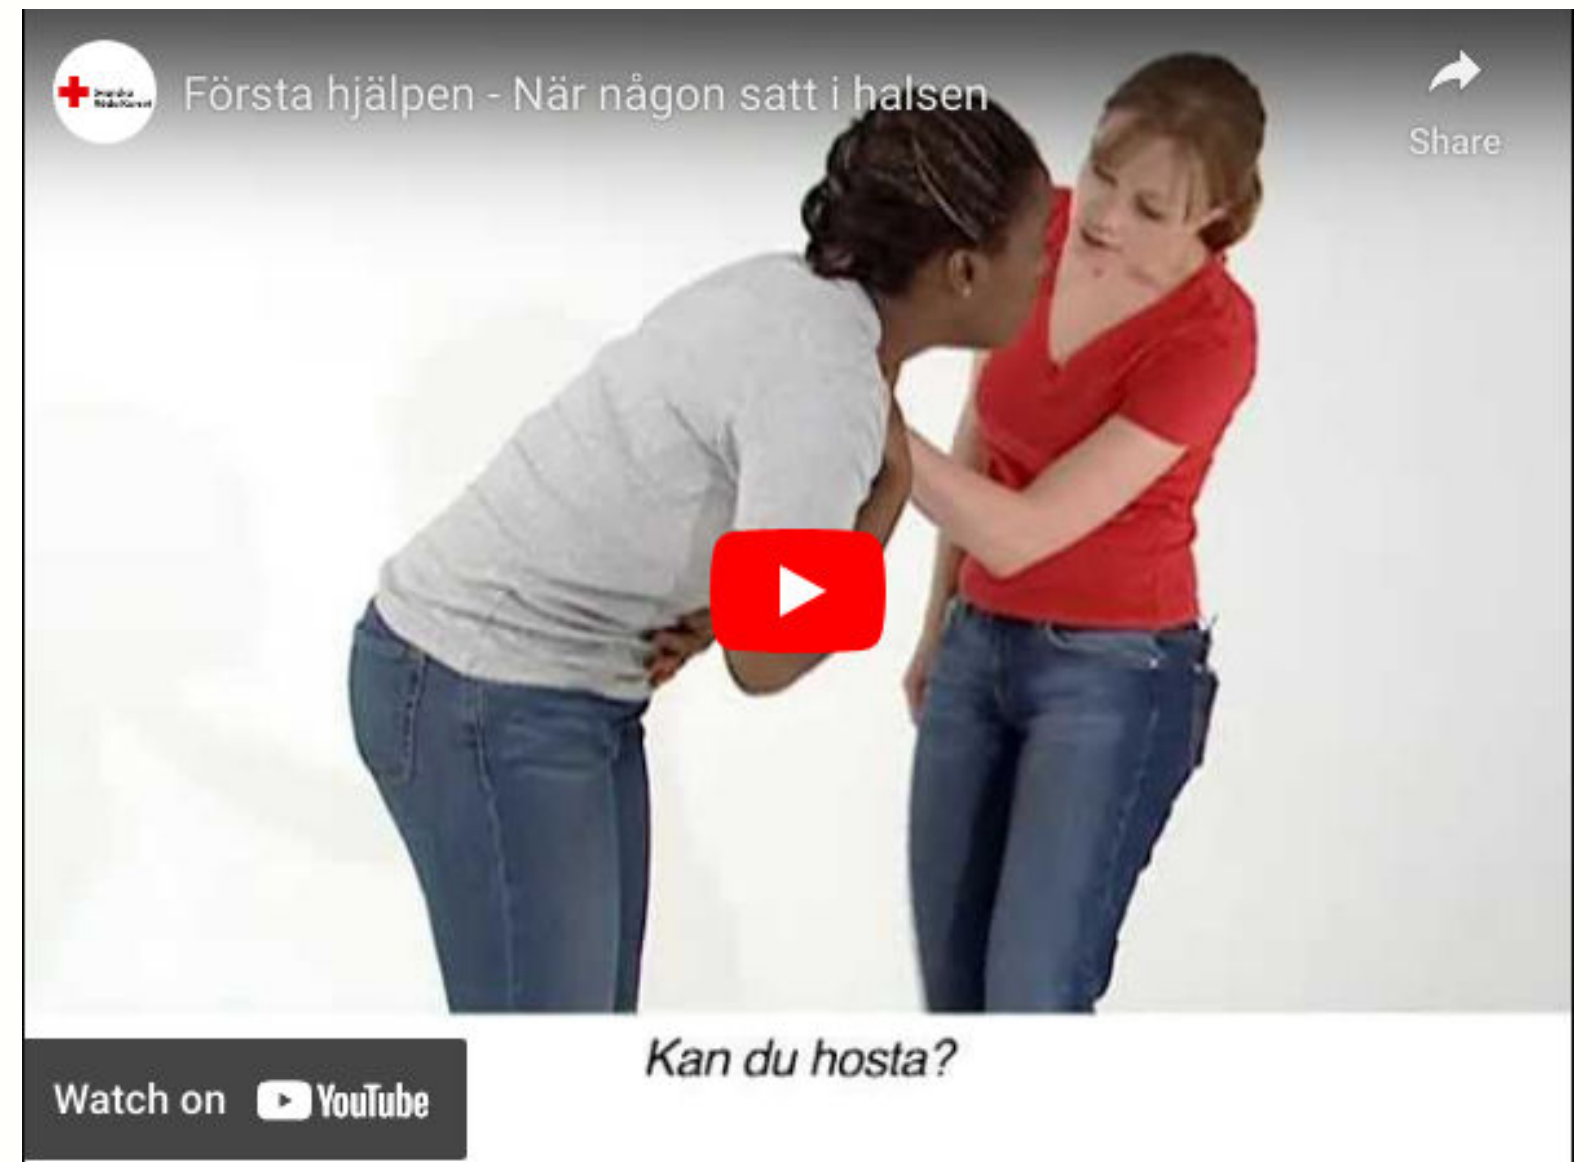 Första hjälpen - När någon satt i halsen
Share
Kan du hosta?
Watch on YouTube